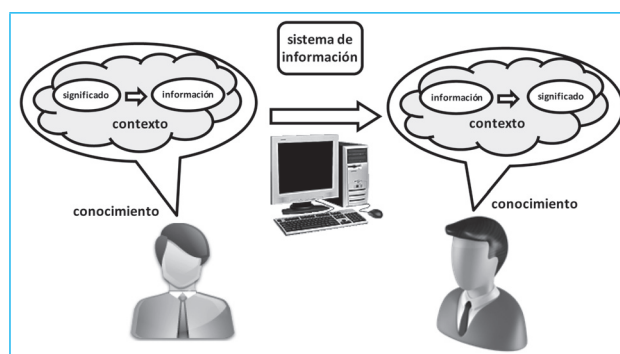 sistema de
información
significado
información
contexto
información
significado
contexto
conocimiento
conocimiento